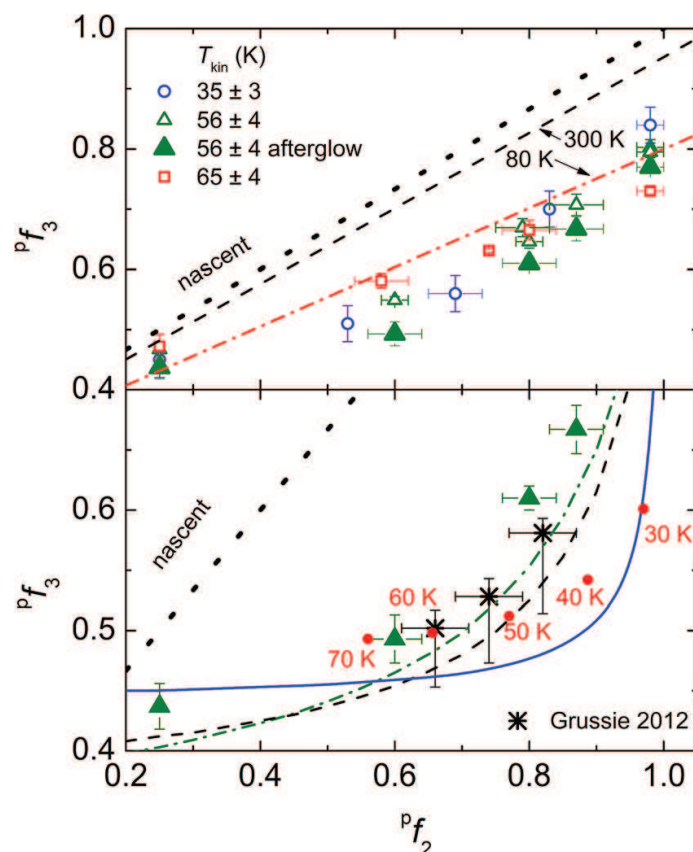 1.0
0.8
0.6
0.4
ᵖf₃
T_kin (K)
35 ± 3
56 ± 4
56 ± 4 afterglow
65 ± 4
300 K
80 K
nascent
0.6
0.5
0.4
ᵖf₃
nascent
30 K
40 K
50 K
60 K
70 K
Grussie 2012
0.2
0.4
0.6
0.8
1.0
ᵖf₂